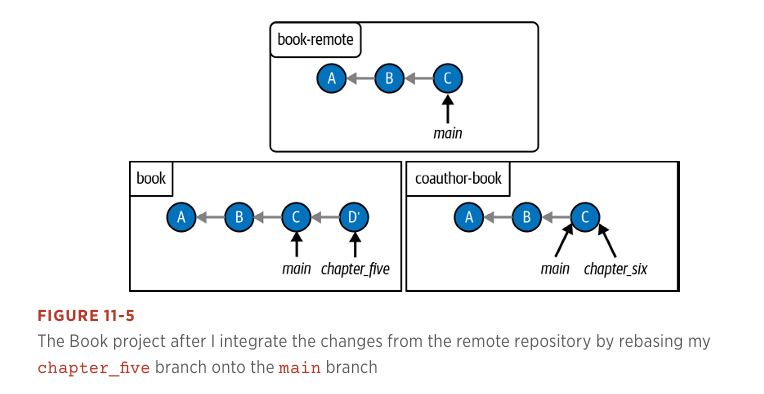 book-remote
A B C
main
book
A B C D'
main chapter_five
coauthor-book
A B C
main chapter_six
FIGURE 11-5
The Book project after I integrate the changes from the remote repository by rebasing my
chapter_five branch onto the main branch